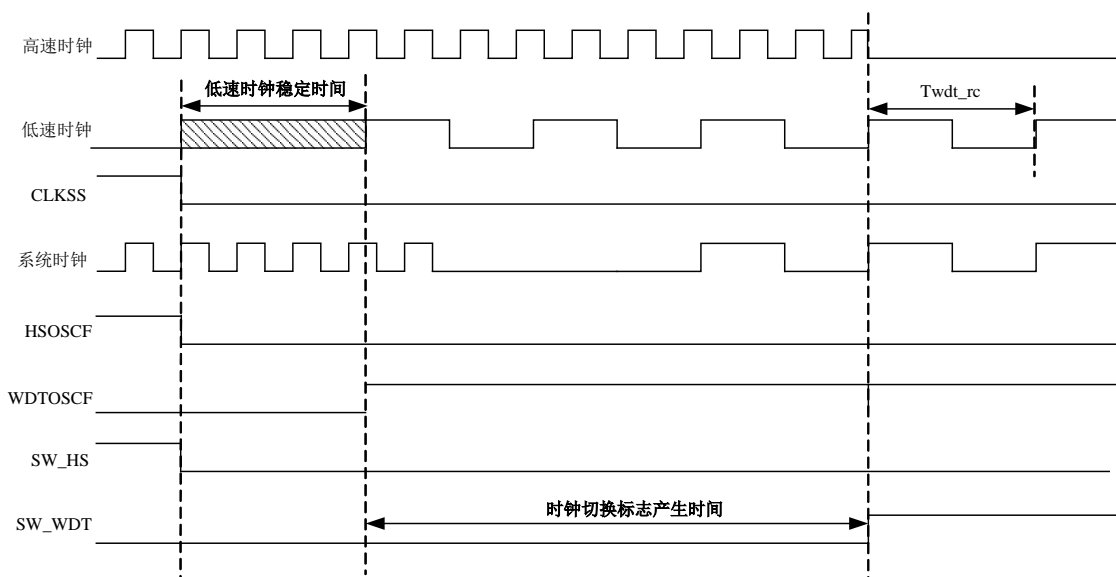 高速时钟
低速时钟稳定时间
Twdt_rc
低速时钟
CLKSS
系统时钟
HSOSCF
WDTOSCF
SW_HS
时钟切换标志产生时间
SW_WDT